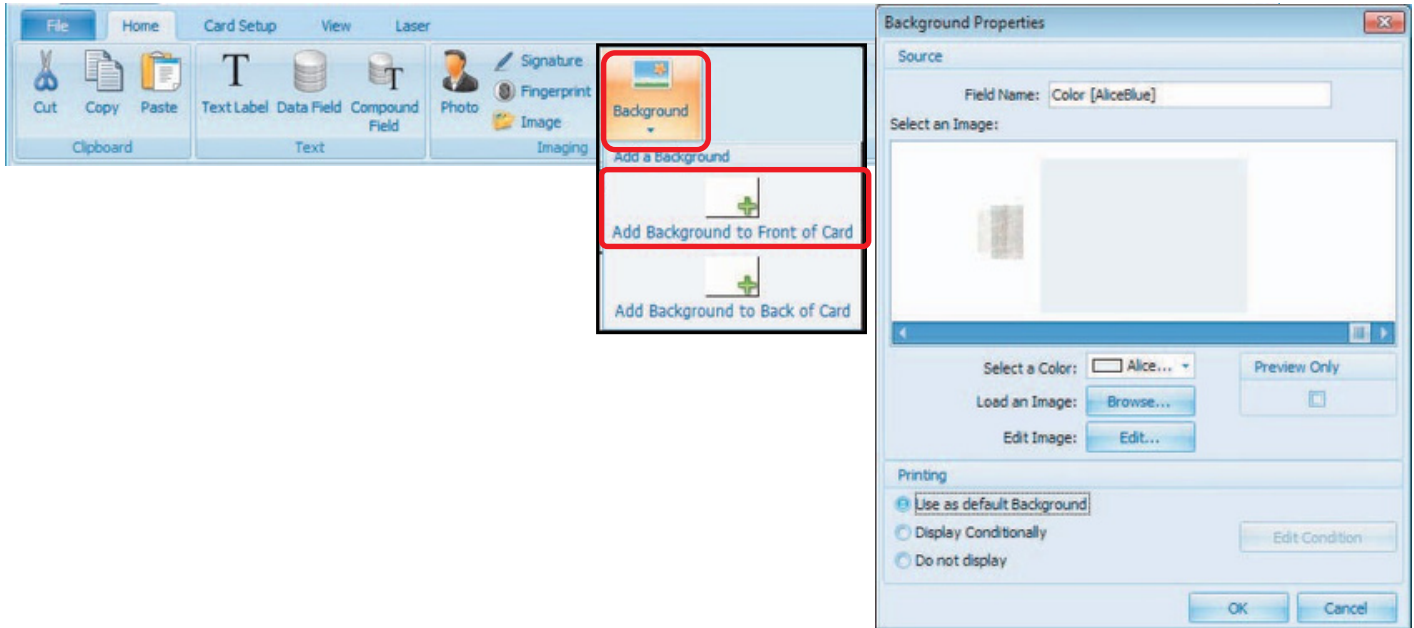 File Home Card Setup View Laser
Cut Copy Paste
Clipboard
Text Label Data Field Compound Field
Text
Photo
Signature
Fingerprint
Image
Imaging
Background
Add a Background
Add Background to Front of Card
Add Background to Back of Card
Background Properties
Source
Field Name: Color [AliceBlue]
Select an Image:
Select a Color: Alice...
Preview Only
Load an Image: Browse...
Edit Image: Edit...
Printing
Use as default Background
Display Conditionally
Edit Condition
Do not display
OK Cancel